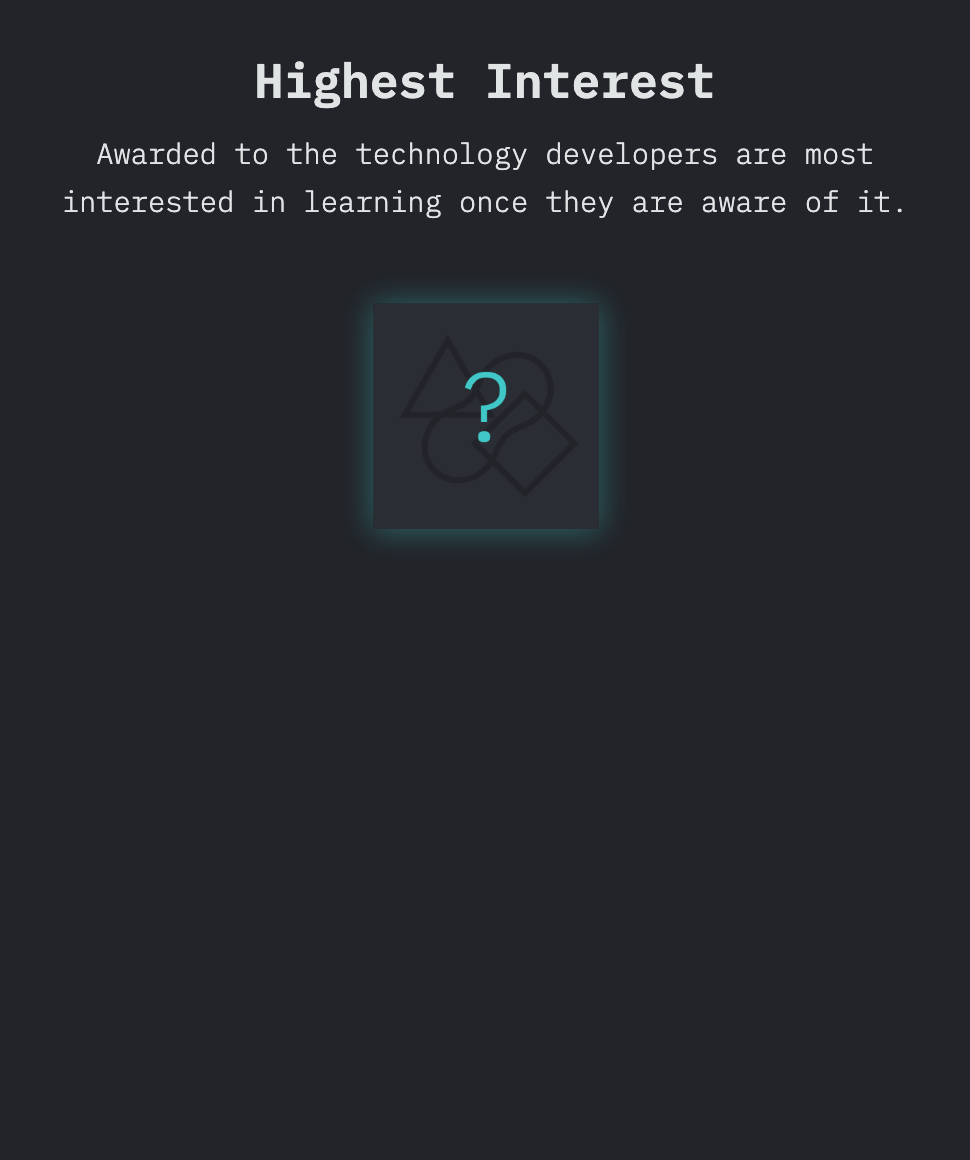 Highest Interest
Awarded to the technology developers are most
interested in learning once they are aware of it.
?